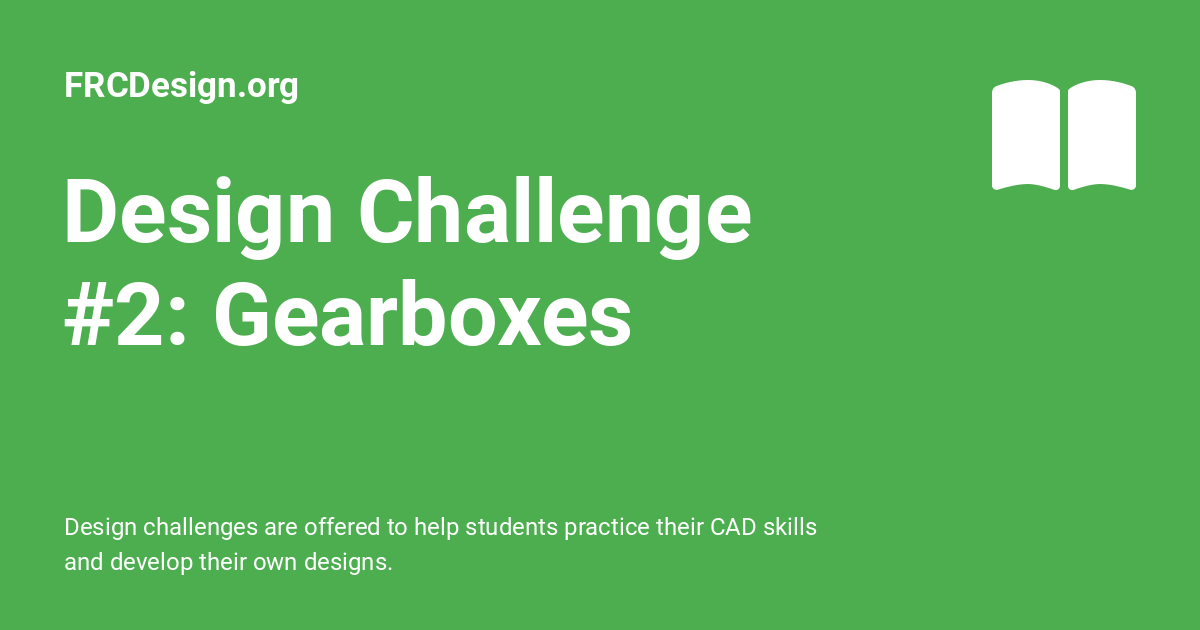 FRCDesign.org
Design Challenge
#2: Gearboxes
Design challenges are offered to help students practice their CAD skills
and develop their own designs.